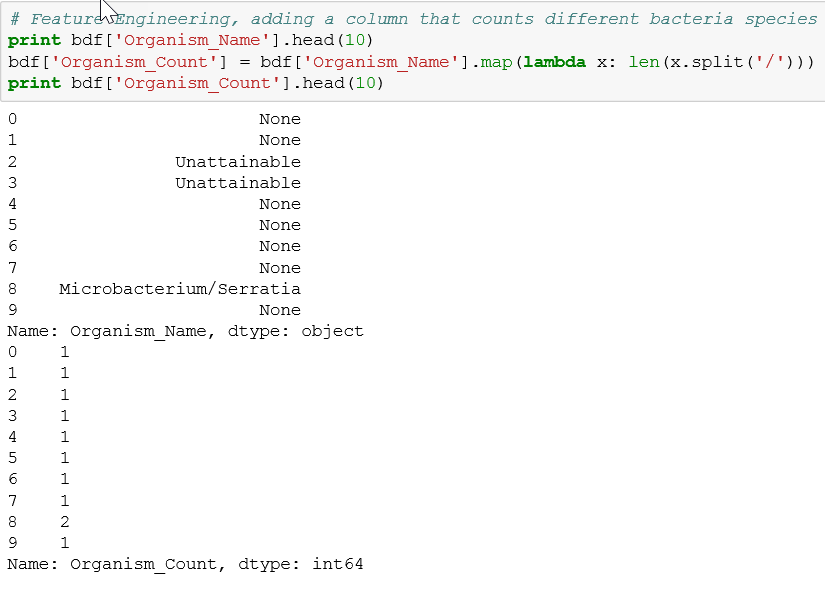 # Feature Engineering, adding a column that counts different bacteria species
print bdf['Organism_Name'].head(10)
bdf['Organism_Count'] = bdf['Organism_Name'].map(lambda x: len(x.split('/')))
print bdf['Organism_Count'].head(10)
0                       None
1                       None
2               Unattainable
3               Unattainable
4                       None
5                       None
6                       None
7                       None
8    Microbacterium/Serratia
9                       None
Name: Organism_Name, dtype: object
0    1
1    1
2    1
3    1
4    1
5    1
6    1
7    1
8    2
9    1
Name: Organism_Count, dtype: int64